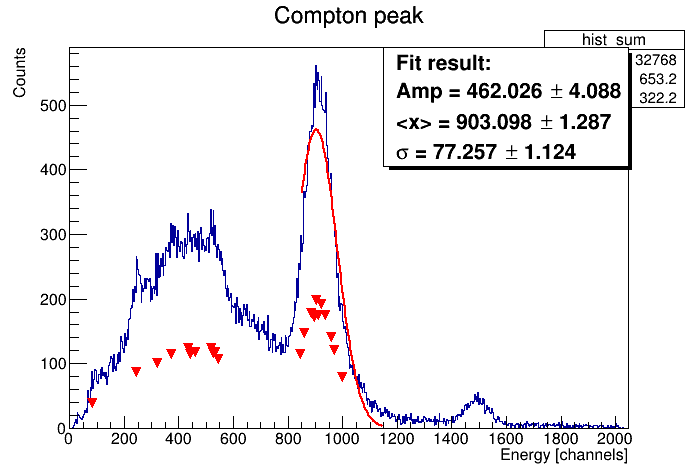 Compton peak
hist_sum
32768
653.2
322.2
Fit result:
Amp = 462.026 ± 4.088
<x> = 903.098 ± 1.287
σ = 77.257 ± 1.124
Counts
500
400
300
200
100
0
0 200 400 600 800 1000 1200 1400 1600 1800 2000
Energy [channels]